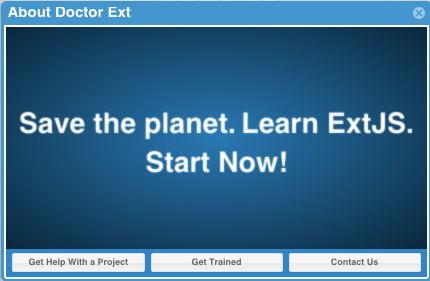 About Doctor Ext
Save the planet. Learn ExtJS.
Start Now!
Get Help With a Project
Get Trained
Contact Us